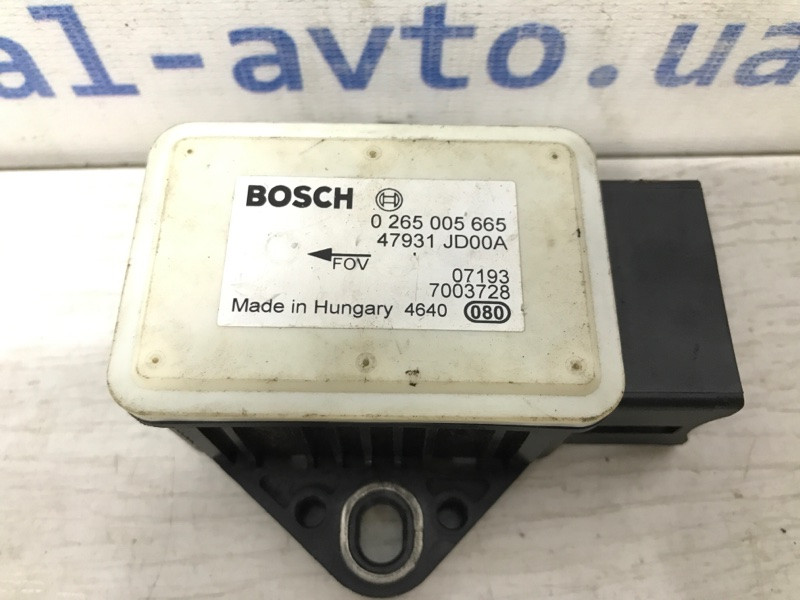 al-avto.ua
BOSCH
0 265 005 665
47931 JD00A
FOV
07193
7003728
Made in Hungary 4640 080